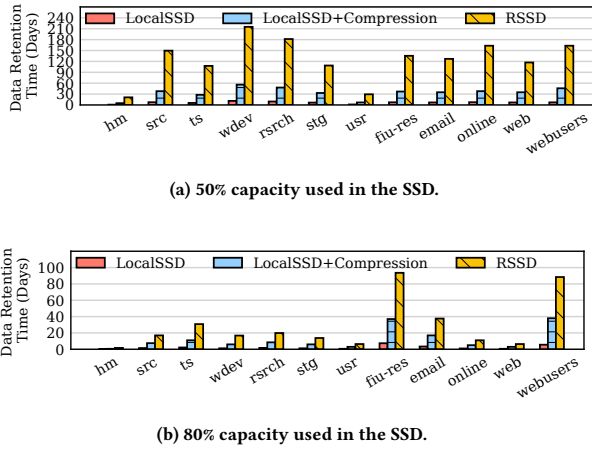 Data Retention
Time (Days)
240
210
180
150
120
90
60
30
0
LocalSSD LocalSSD+Compression RSSD
hm src ts wdev rsrch stg usr fiu-res email online web webusers
(a) 50% capacity used in the SSD.
Data Retention
Time (Days)
100
80
60
40
20
0
LocalSSD LocalSSD+Compression RSSD
hm src ts wdev rsrch stg usr fiu-res email online web webusers
(b) 80% capacity used in the SSD.